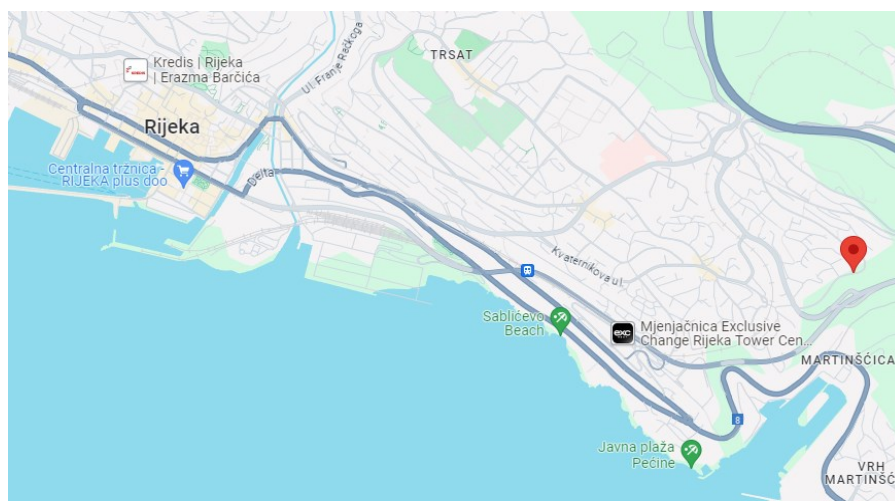 TRSAT
Kredis | Rijeka
| Erazma Barčića
Ul. Franje Račkoga
Rijeka
Centralna tržnica -
RIJEKA plus doo
Delta
Kvaternikova ul.
Sablićevo
Beach
exc
Mjenjačnica Exclusive
Change Rijeka Tower Cen...
MARTINŠĆICA
8
Javna plaža
Pećine
VRH
MARTINŠĆ